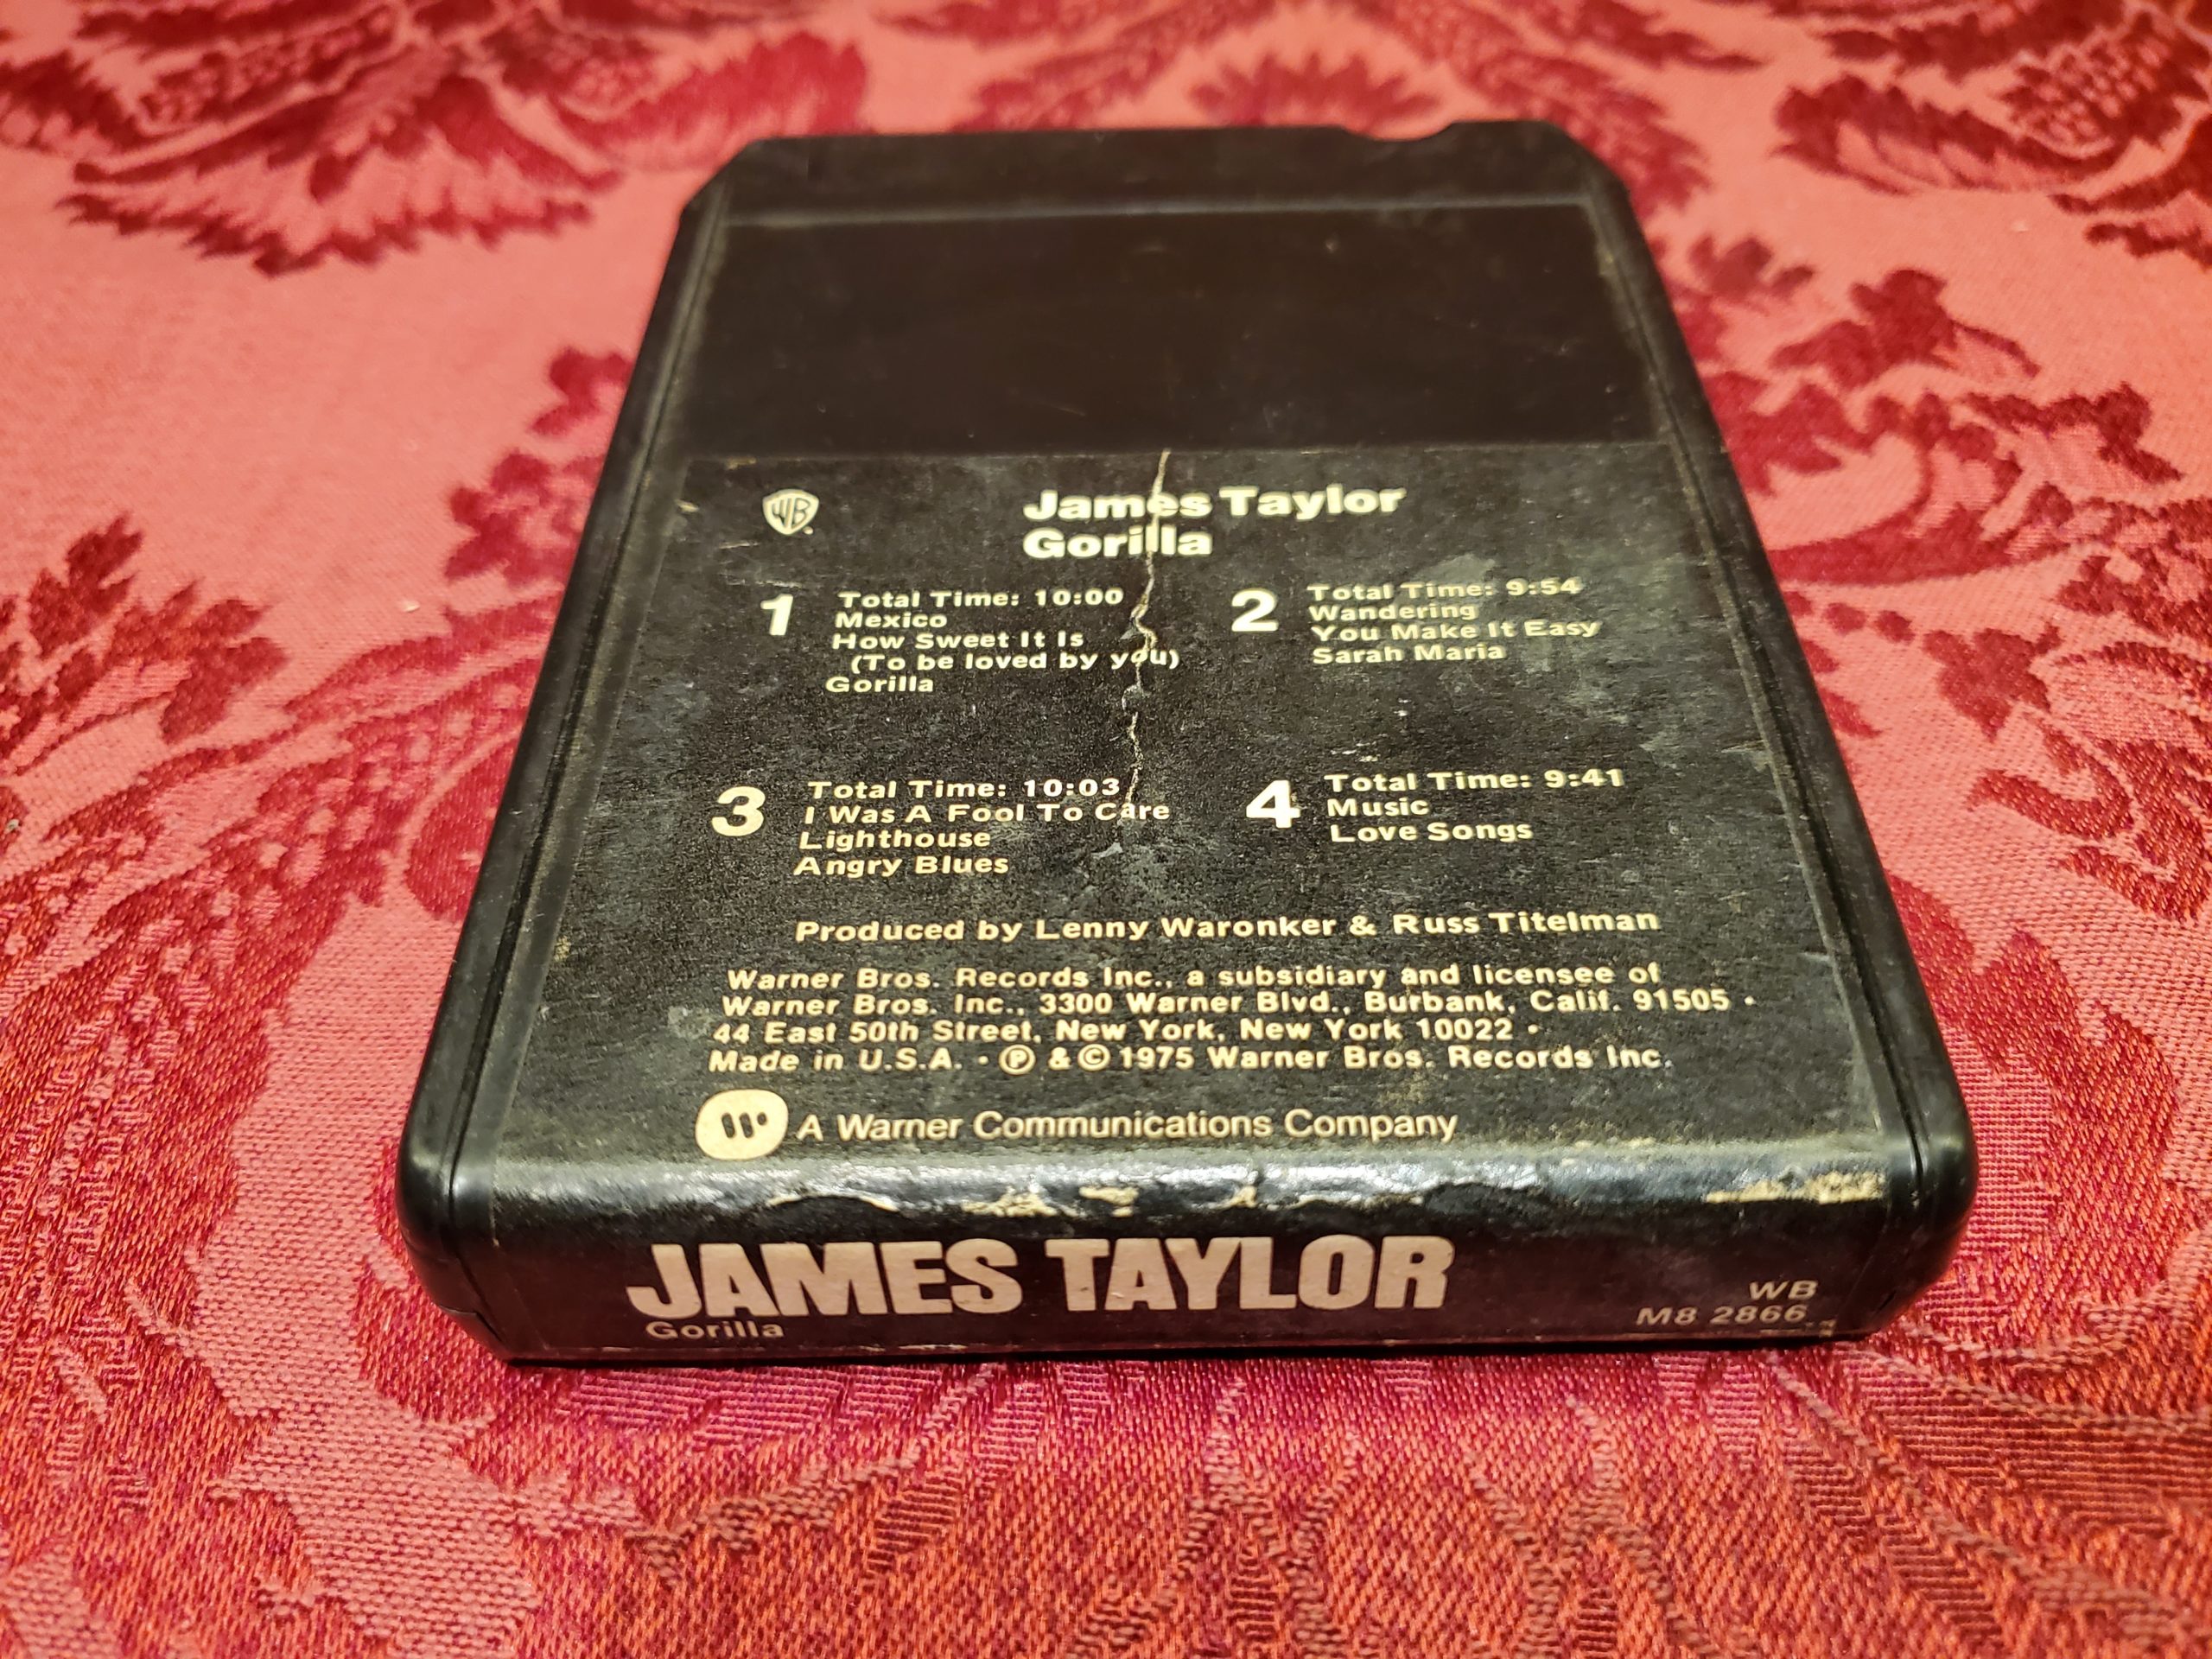 WB
James Taylor
Gorilla
1
Total Time: 10:00
Mexico
How Sweet It Is
(To be loved by you)
Gorilla
2
Total Time: 9:54
Wandering
You Make It Easy
Sarah Maria
3
Total Time: 10:03
I Was A Fool To Care
Lighthouse
Angry Blues
4
Total Time: 9:41
Music
Love Songs
Produced by Lenny Waronker & Russ Titelman
Warner Bros. Records Inc., a subsidiary and licensee of
Warner Bros. Inc., 3300 Warner Blvd., Burbank, Calif. 91505 •
44 East 50th Street, New York, New York 10022 •
Made in U.S.A. • ℗ & © 1975 Warner Bros. Records Inc.
A Warner Communications Company
JAMES TAYLOR
Gorilla
WB
M8 2866